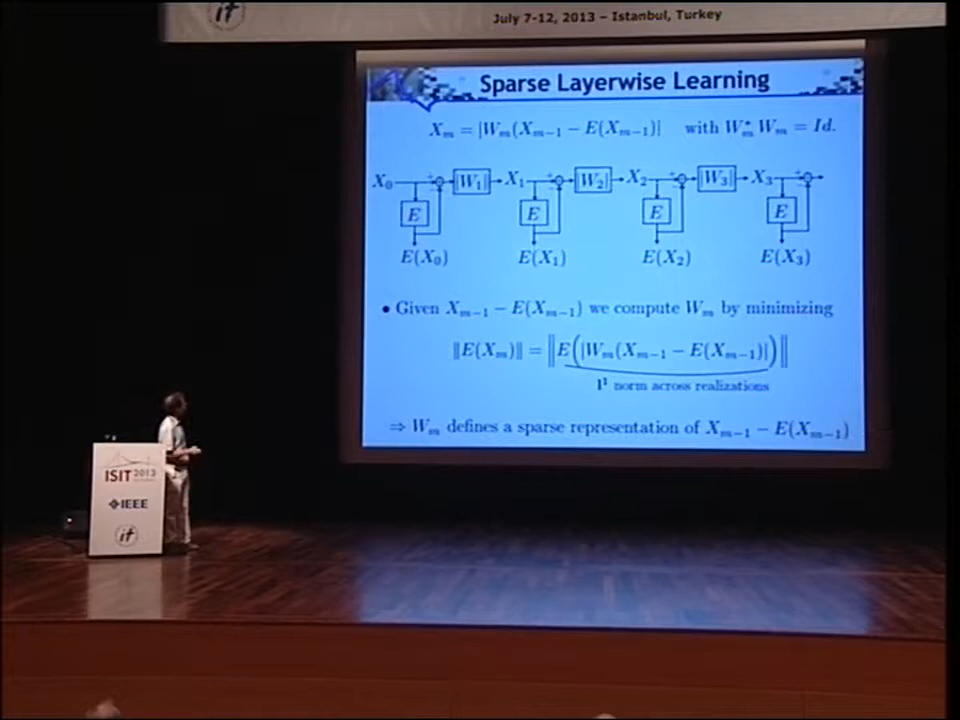 it
July 7-12, 2013 – Istanbul, Turkey
Sparse Layerwise Learning
X_m = |W_m(X_{m−1} − E(X_{m−1})| with W*_m W_m = Id.
X_0 |W_1| X_1 |W_2| X_2 |W_3| X_3
E E E E
E(X_0) E(X_1) E(X_2) E(X_3)
• Given X_{m−1} − E(X_{m−1}) we compute W_m by minimizing
‖E(X_m)‖ = ‖E(|W_m(X_{m−1} − E(X_{m−1})|)‖
l¹ norm across realizations
⇒ W_m defines a sparse representation of X_{m−1} − E(X_{m−1})
ISIT 2013
IEEE
it